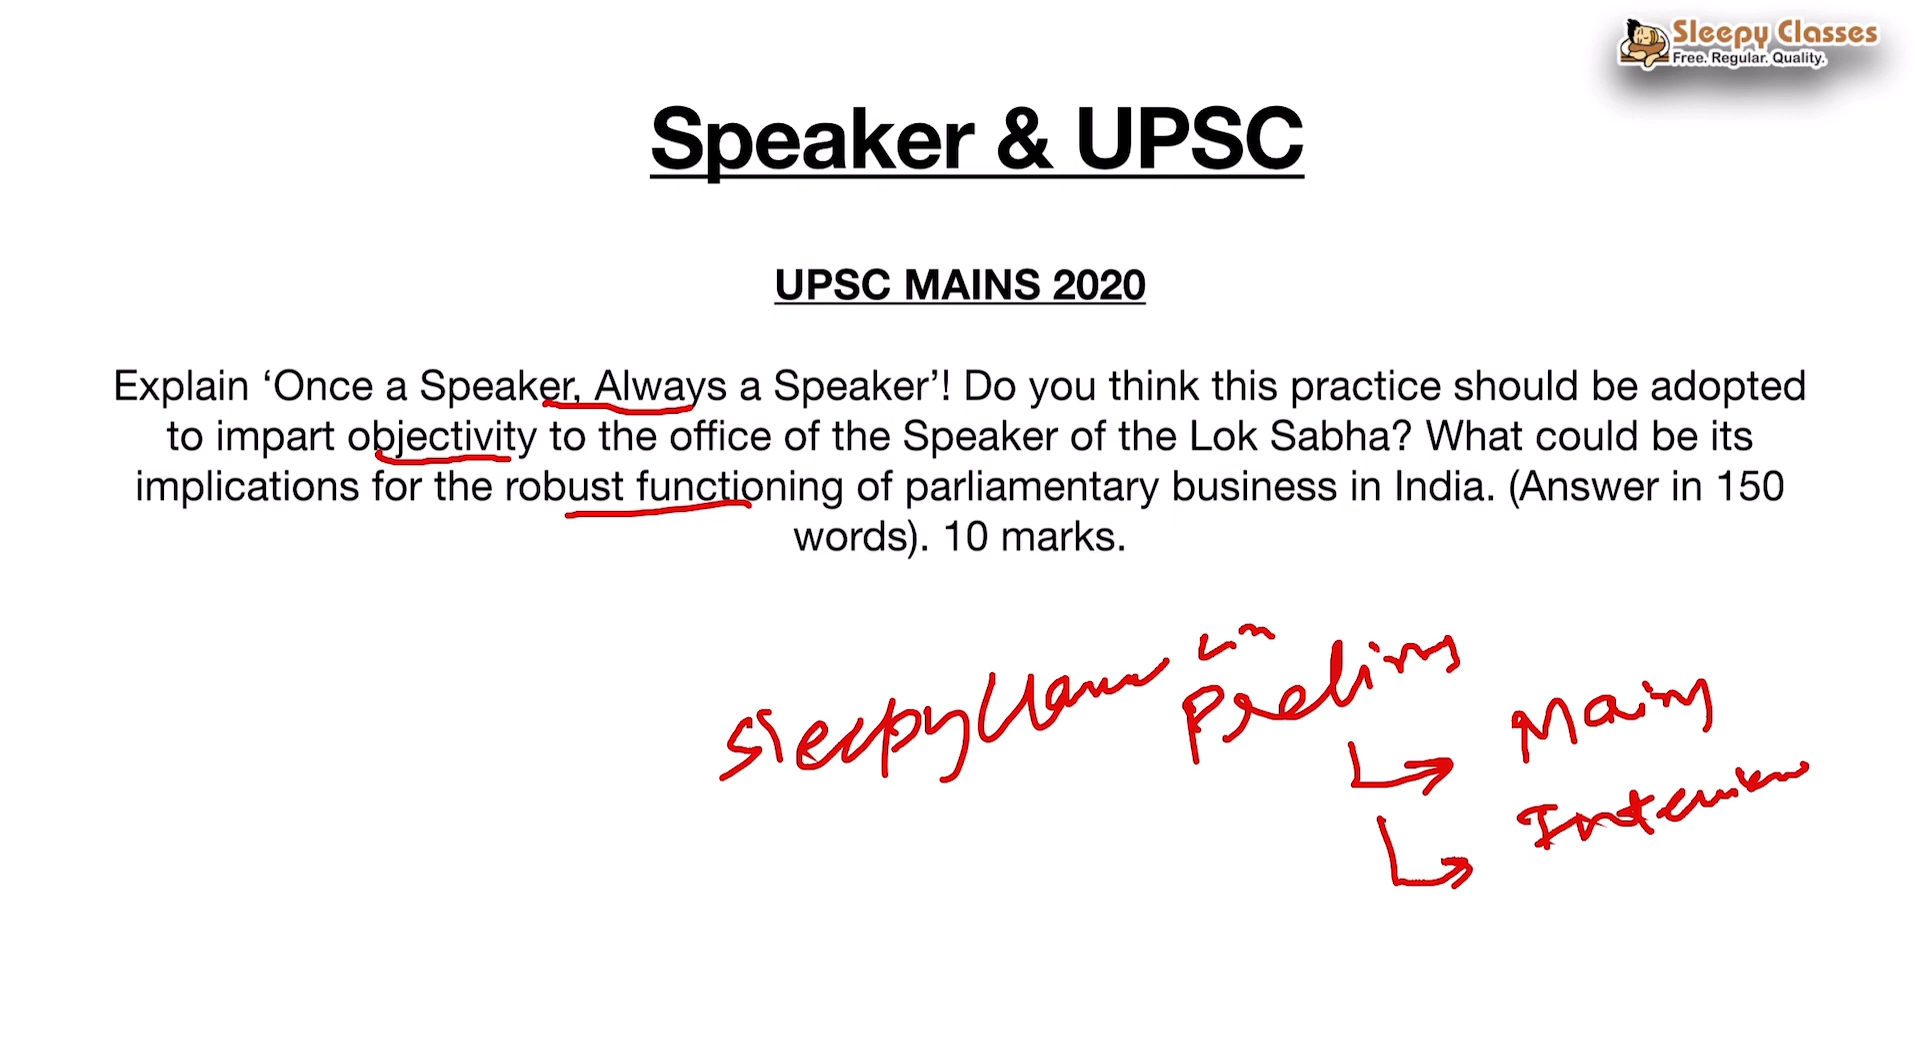 Sleepy Classes
Free. Regular. Quality.
Speaker & UPSC
UPSC MAINS 2020
Explain ‘Once a Speaker, Always a Speaker’! Do you think this practice should be adopted
to impart objectivity to the office of the Speaker of the Lok Sabha? What could be its
implications for the robust functioning of parliamentary business in India. (Answer in 150
words). 10 marks.
Prelims
Mains
Interview